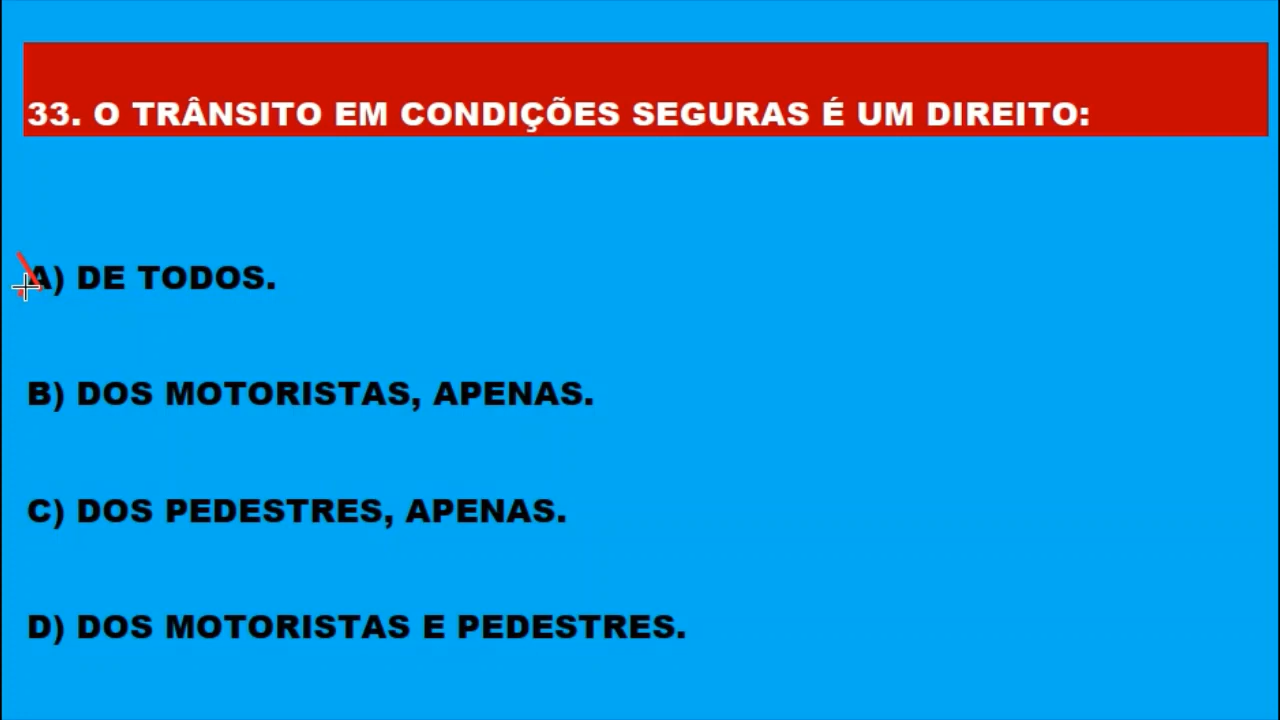 33. O TRÂNSITO EM CONDIÇÕES SEGURAS É UM DIREITO:
A) DE TODOS.
B) DOS MOTORISTAS, APENAS.
C) DOS PEDESTRES, APENAS.
D) DOS MOTORISTAS E PEDESTRES.